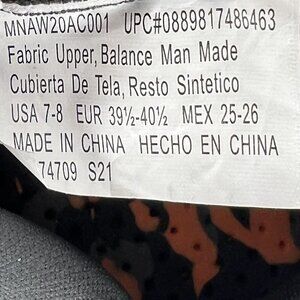 MNAW20AC001 UPC#0889817486463
Fabric Upper, Balance Man Made
Cubierta De Tela, Resto Sintetico
USA 7-8 EUR 39½-40½ MEX 25-26
MADE IN CHINA HECHO EN CHINA
74709 S21